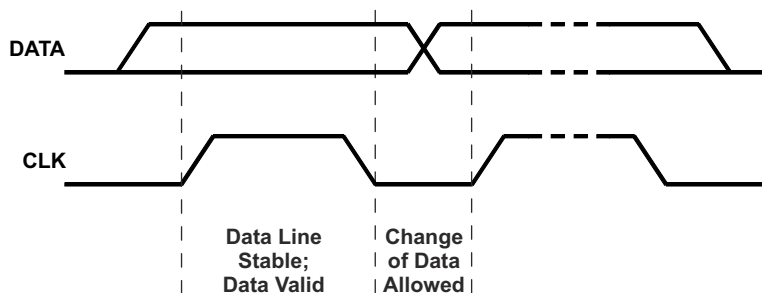 DATA
CLK
Data Line
Stable;
Data Valid
Change
of Data
Allowed